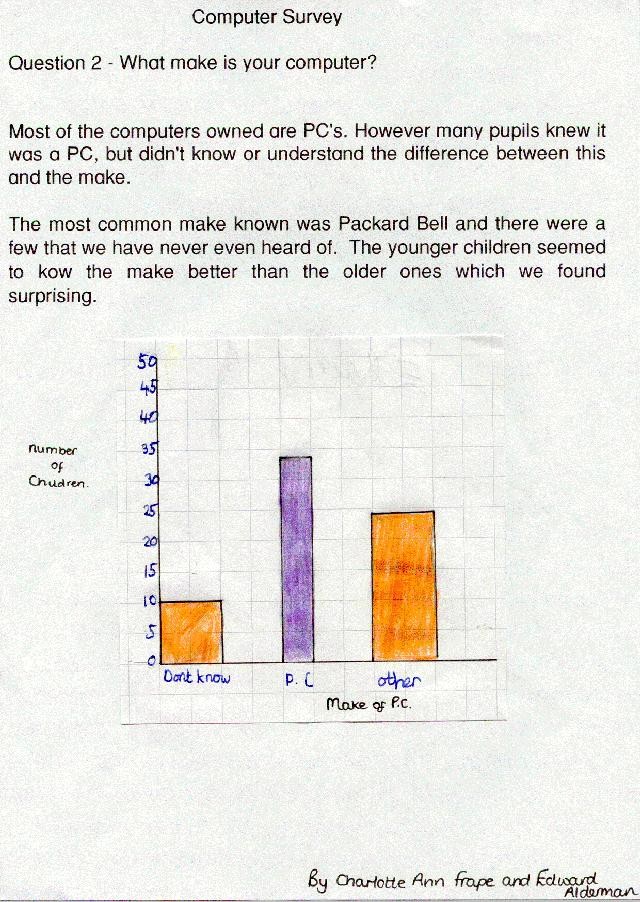 Computer Survey
Question 2 - What make is your computer?
Most of the computers owned are PC's. However many pupils knew it
was a PC, but didn't know or understand the difference between this
and the make.
The most common make known was Packard Bell and there were a
few that we have never even heard of. The younger children seemed
to kow the make better than the older ones which we found
surprising.
50
45
40
35
30
25
20
15
10
5
0
number
of
Children.
Dont know P.C other
Make of P.C.
By Charlotte Ann Frape and Edward
Alderman